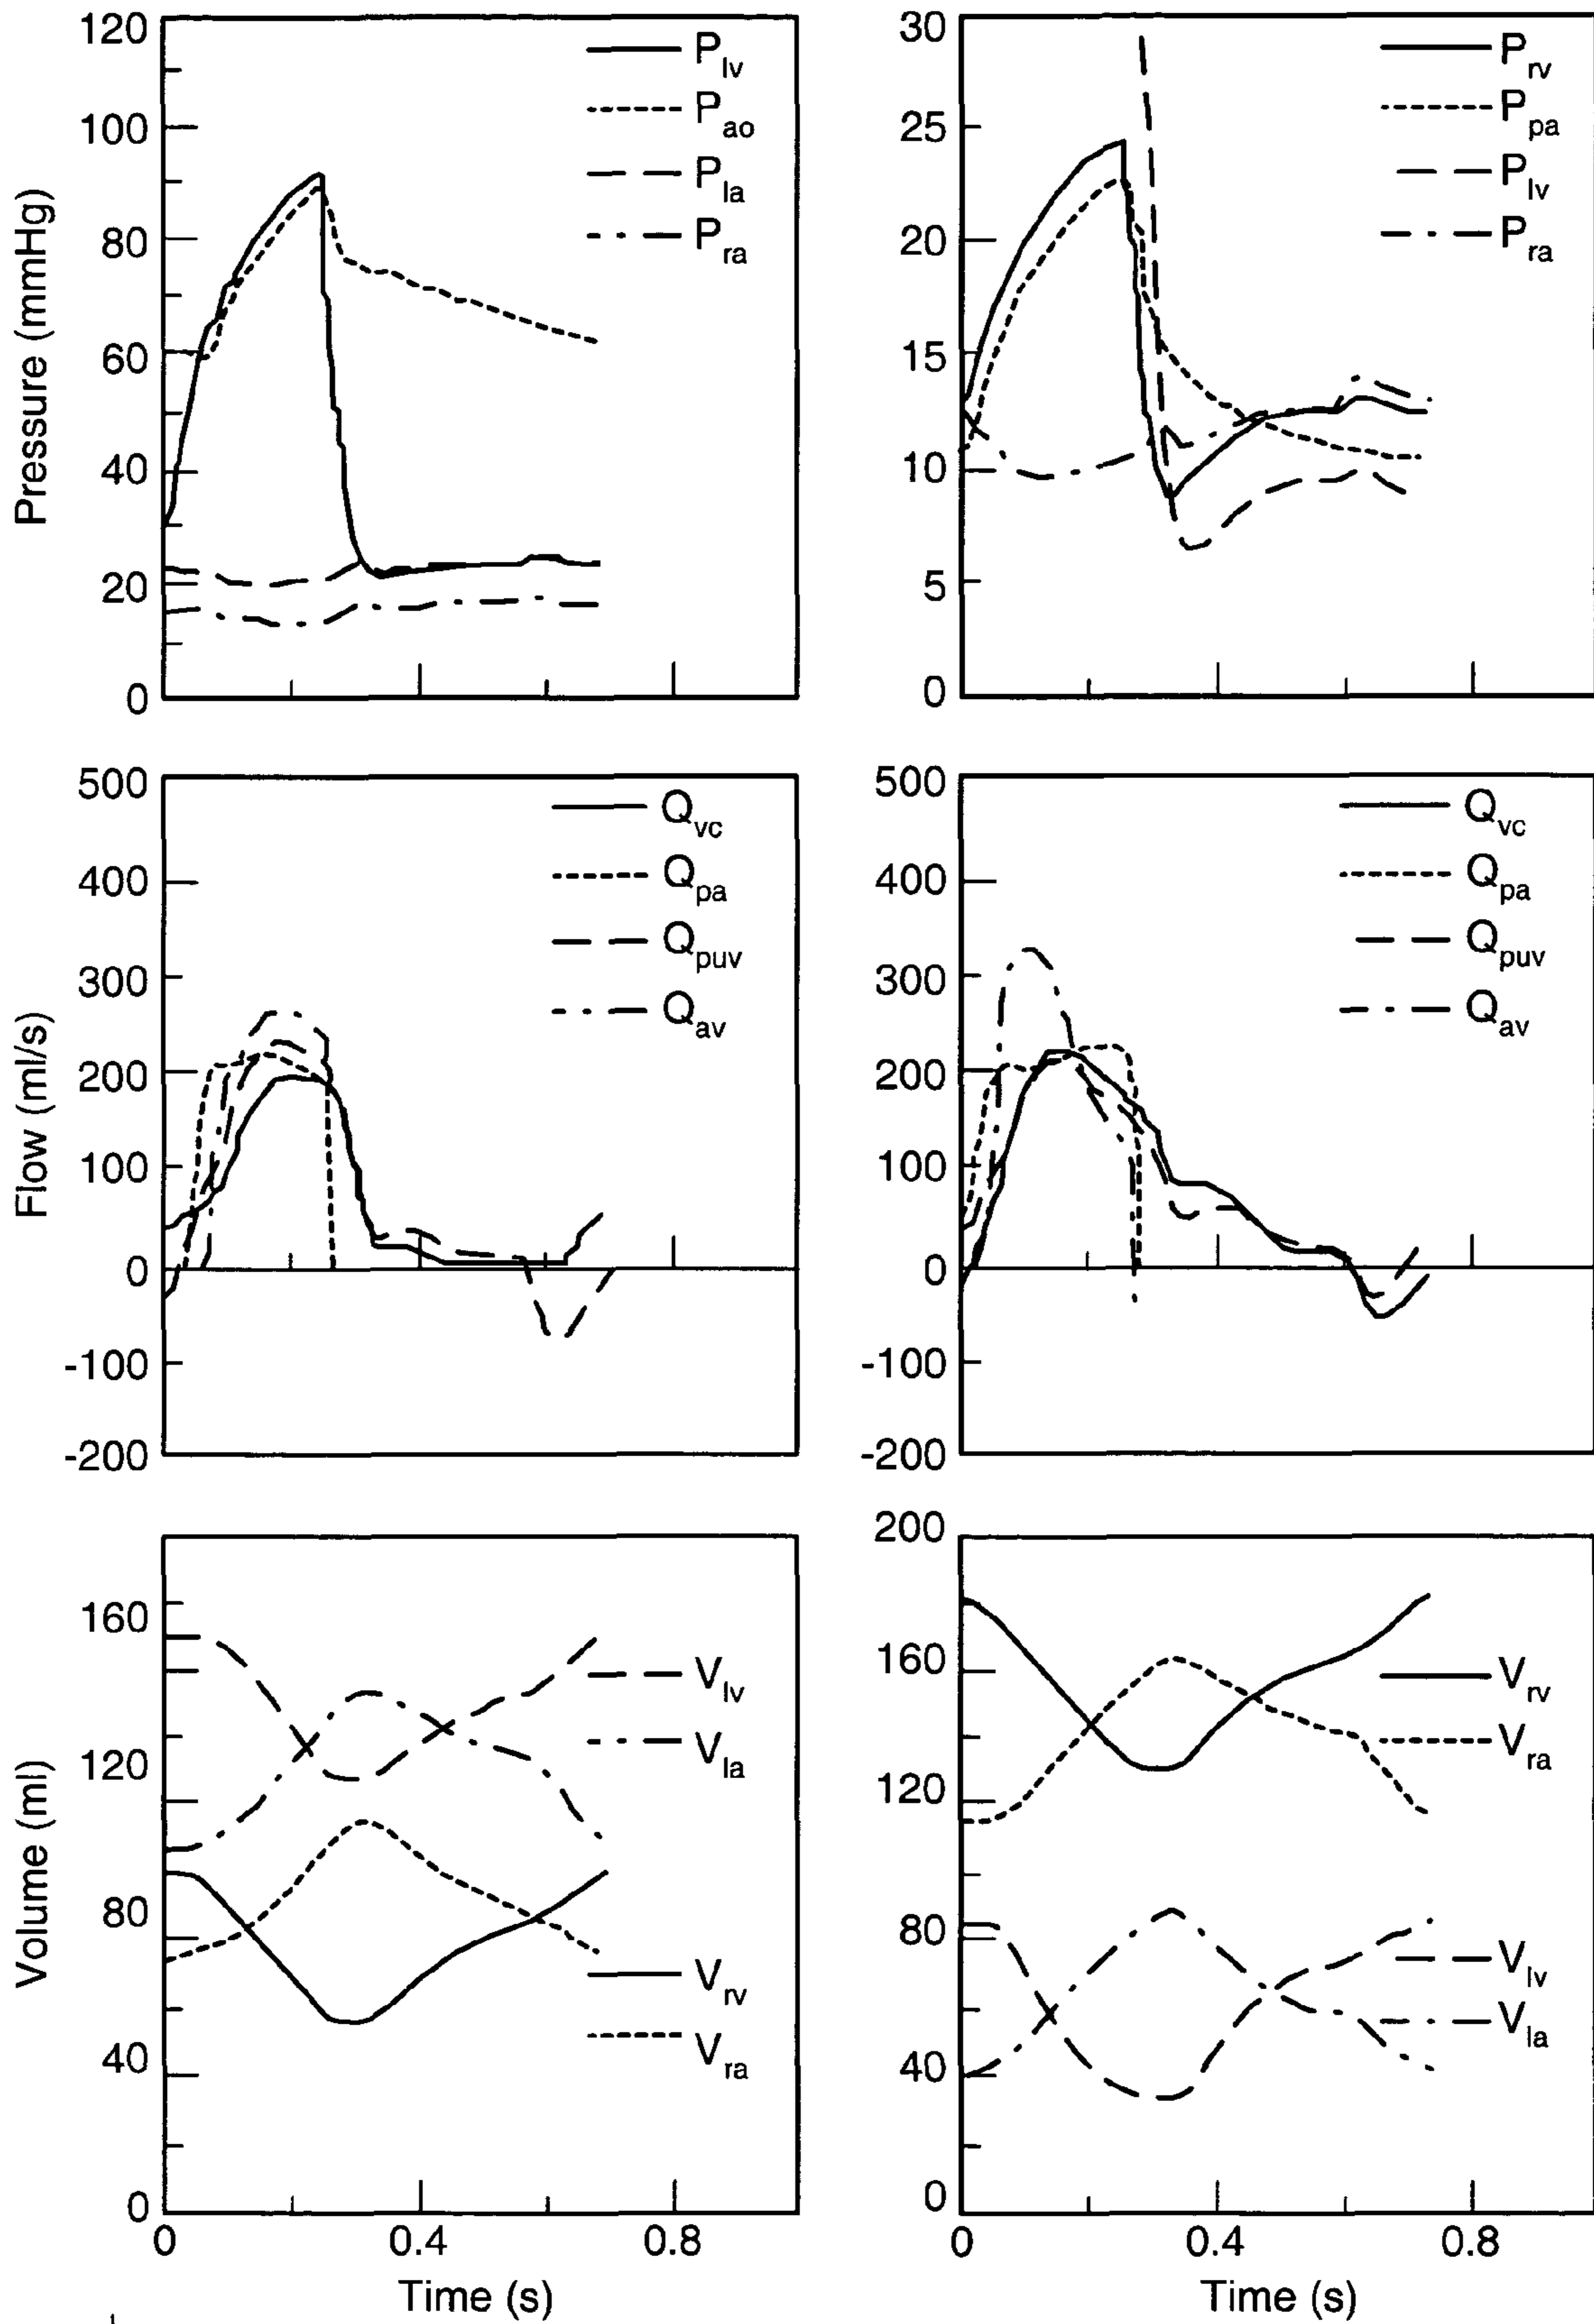 120
100
80
60
40
20
0
Pressure (mmHg)
P_lv
P_ao
P_la
P_ra
30
25
20
15
10
5
0
P_rv
P_pa
P_lv
P_ra
500
400
300
200
100
0
-100
-200
Flow (ml/s)
Q_vc
Q_pa
Q_puv
Q_av
500
400
300
200
100
0
-100
-200
Q_vc
Q_pa
Q_puv
Q_av
160
120
80
40
0
Volume (ml)
V_lv
V_la
V_rv
V_ra
0 0.4 0.8
Time (s)
200
160
120
80
40
0
V_rv
V_ra
V_lv
V_la
0 0.4 0.8
Time (s)